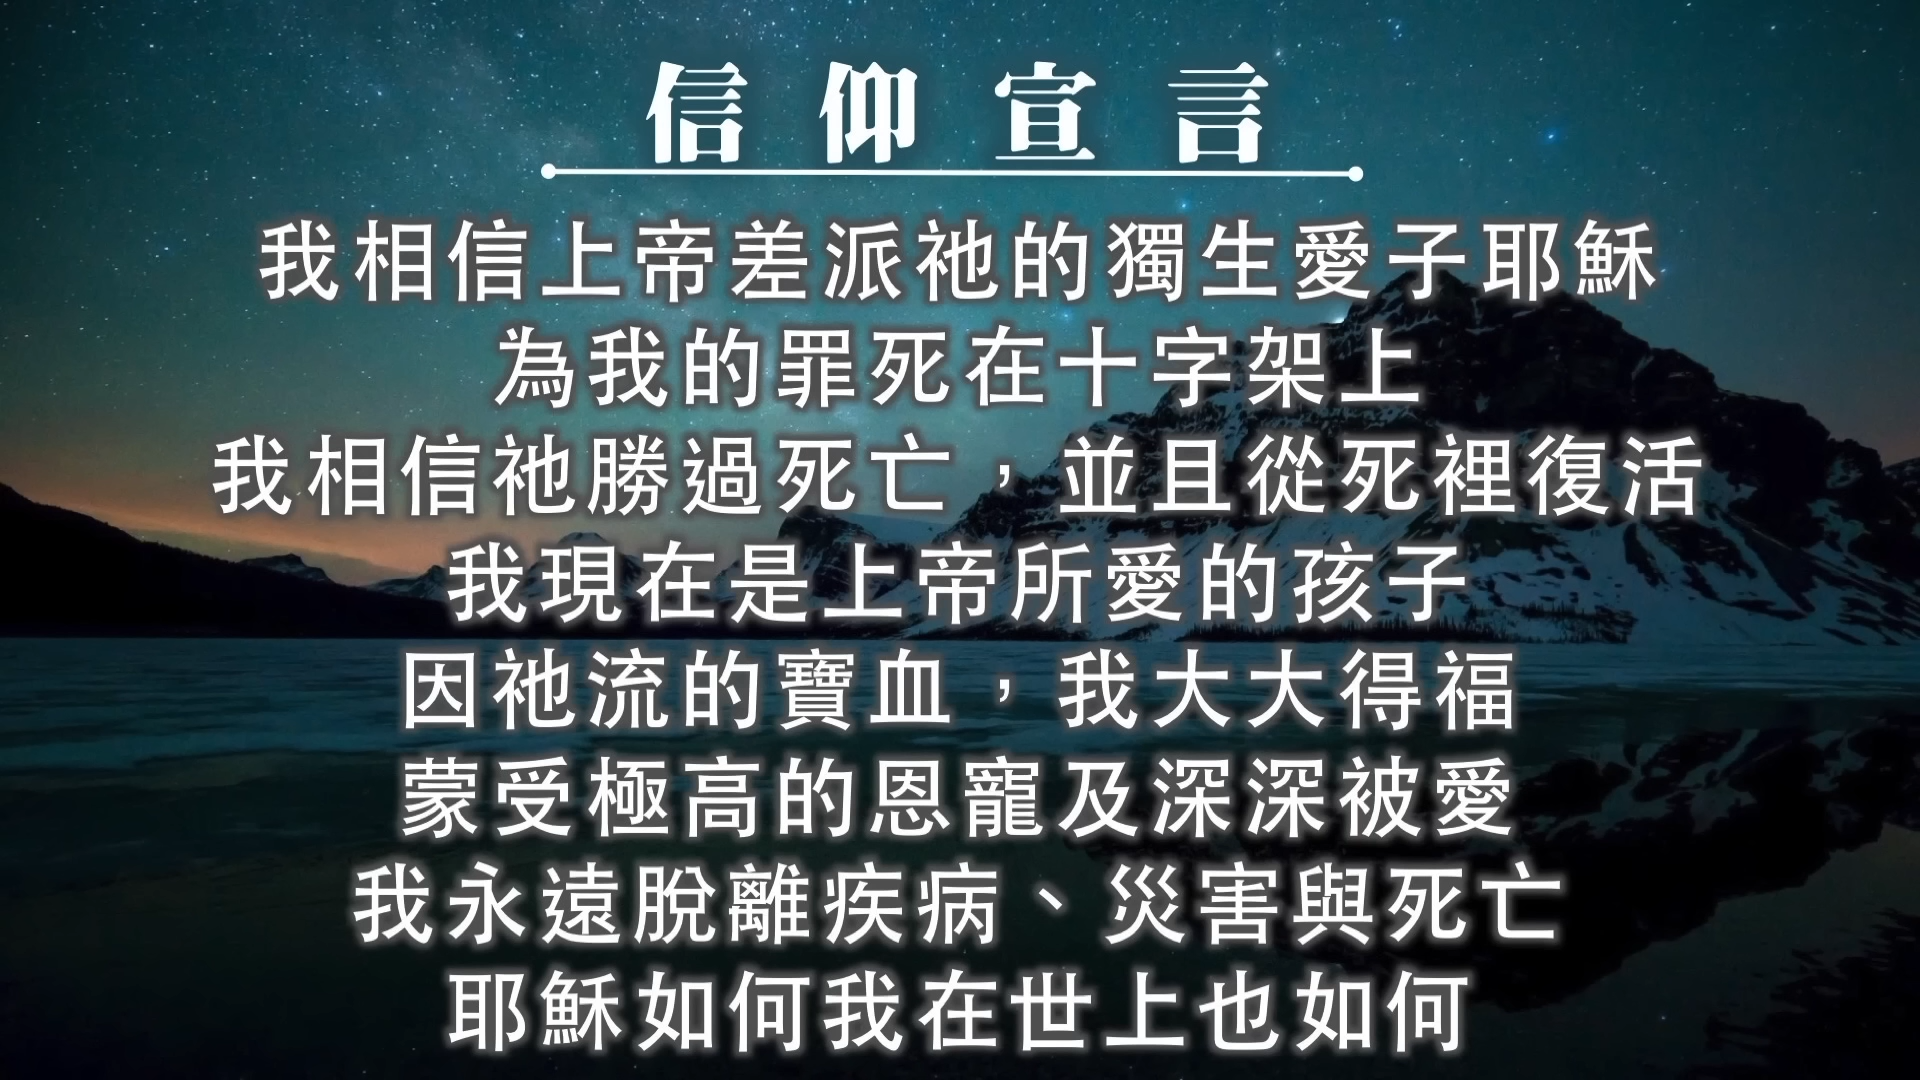 信仰宣言
我相信上帝差派祂的獨生愛子耶穌
為我的罪死在十字架上
我相信祂勝過死亡，並且從死裡復活
我現在是上帝所愛的孩子
因祂流的寶血，我大大得福
蒙受極高的恩寵及深深被愛
我永遠脫離疾病、災害與死亡
耶穌如何我在世上也如何